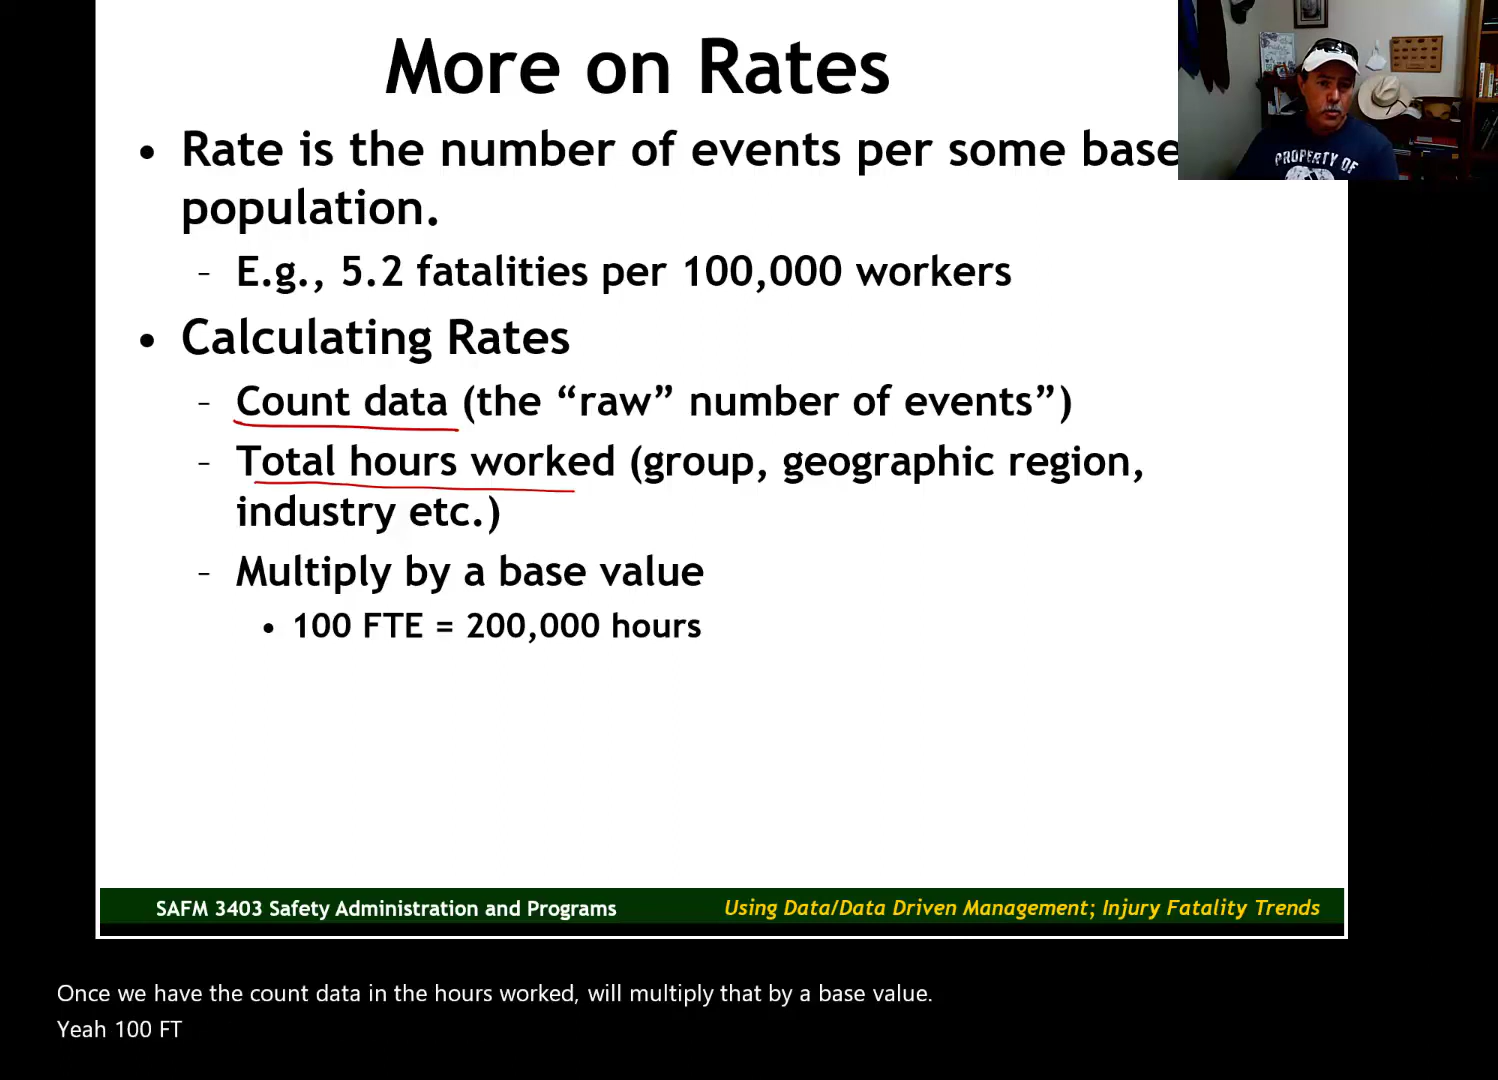 More on Rates
• Rate is the number of events per some base
population.
– E.g., 5.2 fatalities per 100,000 workers
• Calculating Rates
– Count data (the “raw” number of events”)
– Total hours worked (group, geographic region,
industry etc.)
– Multiply by a base value
• 100 FTE = 200,000 hours
PROPERTY OF
SAFM 3403 Safety Administration and Programs
Using Data/Data Driven Management; Injury Fatality Trends
Once we have the count data in the hours worked, will multiply that by a base value.
Yeah 100 FT